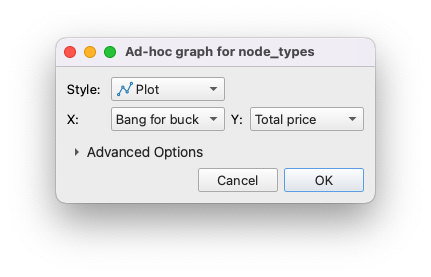 Ad-hoc graph for node_types
Style: Plot
X: Bang for buck Y: Total price
Advanced Options
Cancel OK